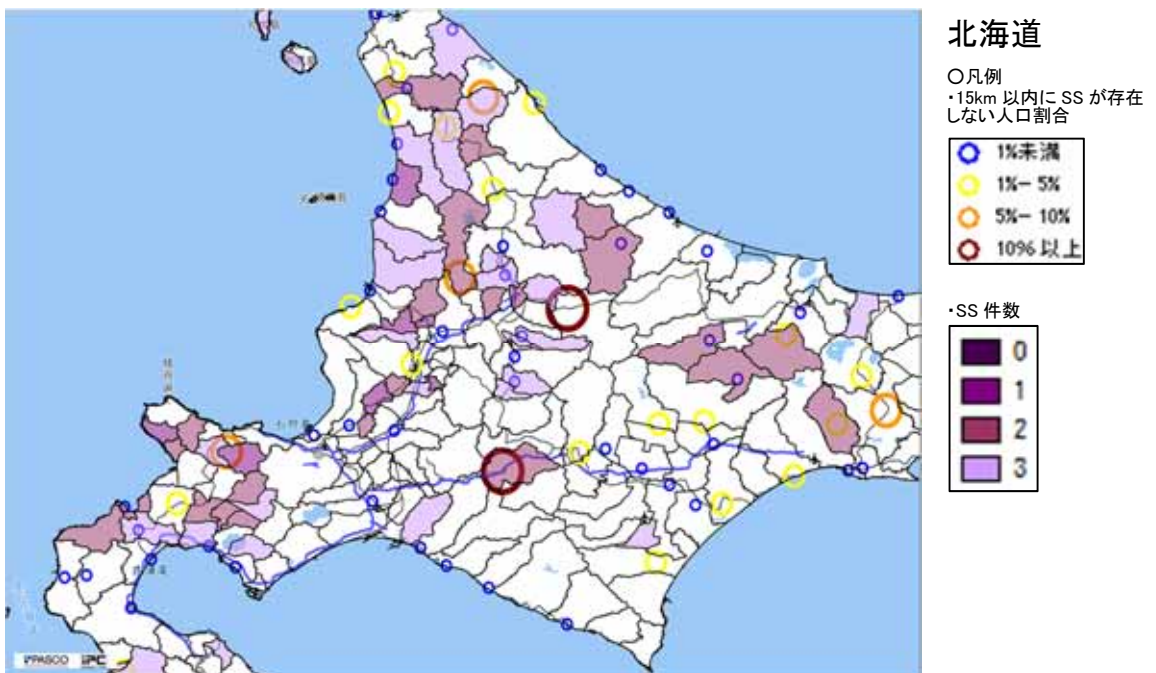 北海道
〇凡例
・15km 以内に SS が存在
しない人口割合
1%未満
1%− 5%
5%− 10%
10% 以上
・SS 件数
0
1
2
3
PASCO